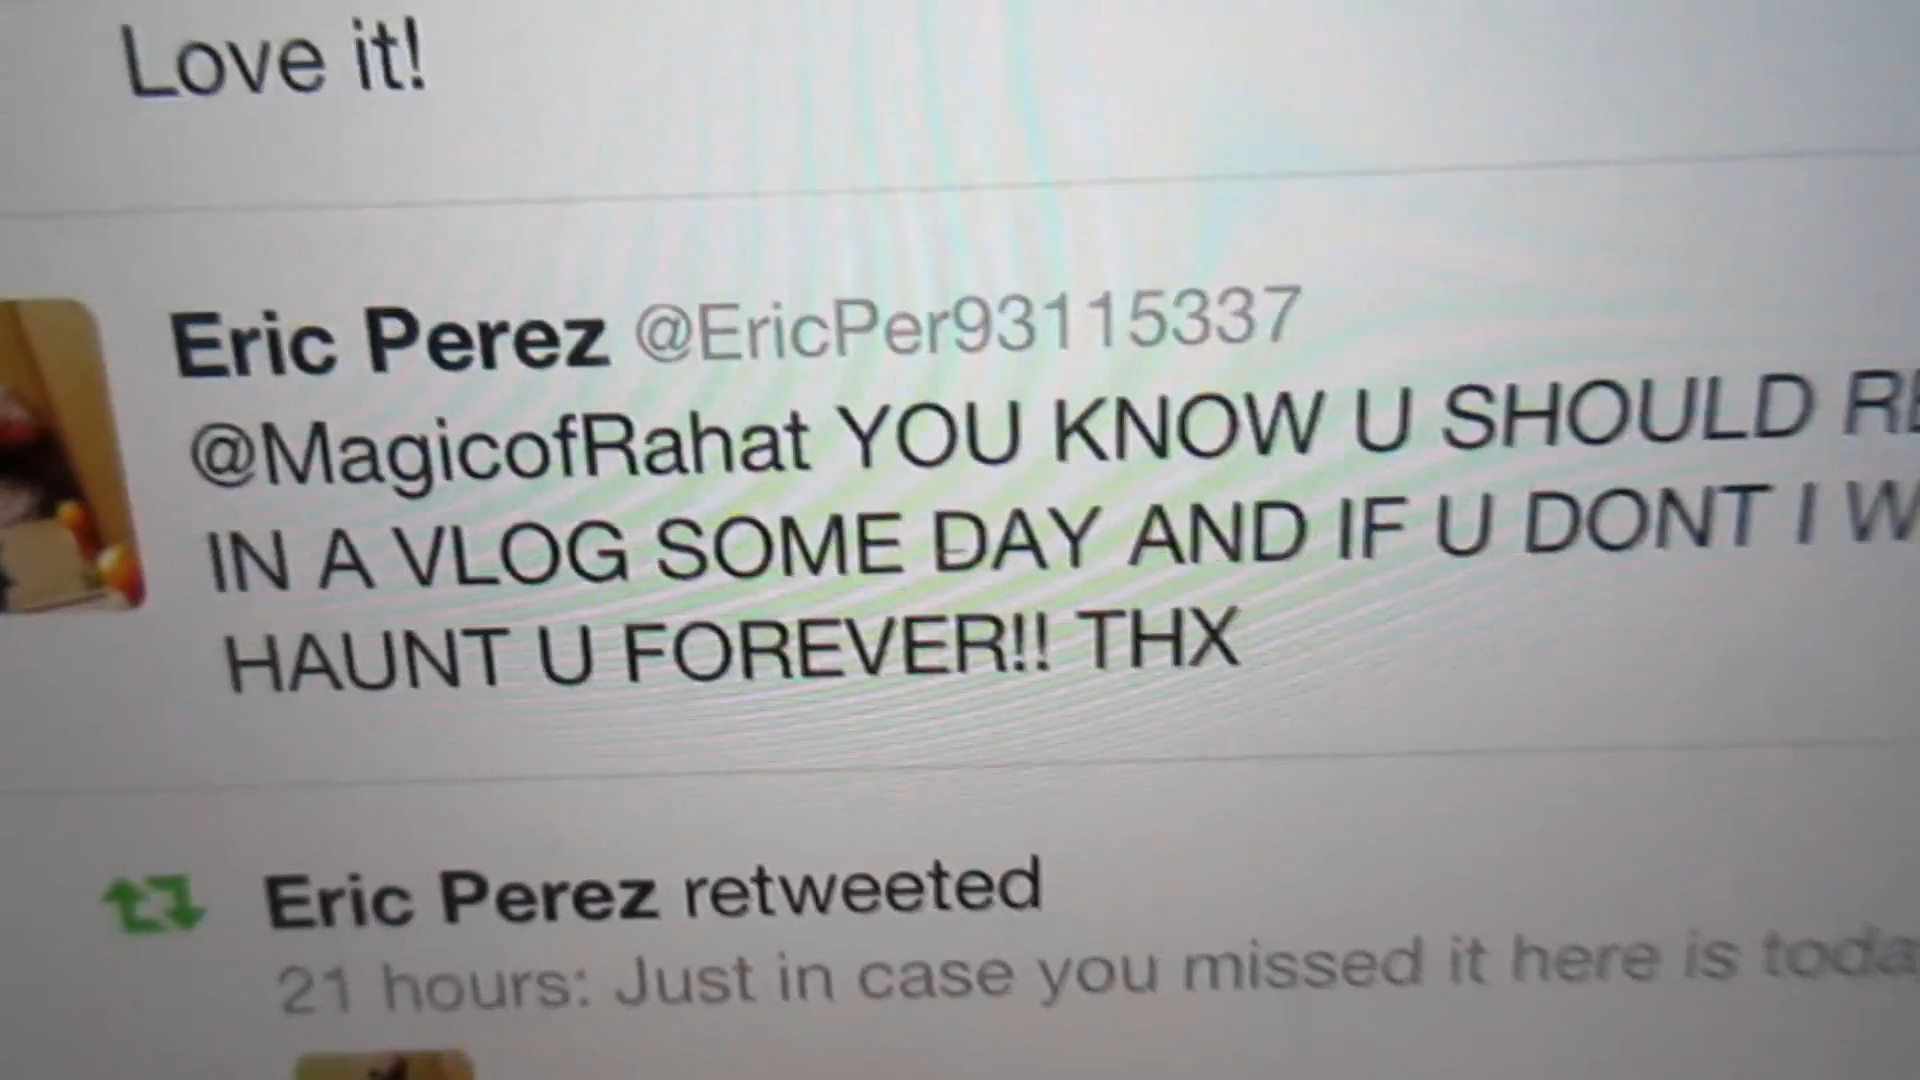 Love it!
Eric Perez @EricPer93115337
@MagicofRahat YOU KNOW U SHOULD
IN A VLOG SOME DAY AND IF U DONT I
HAUNT U FOREVER!! THX
Eric Perez retweeted
21 hours: Just in case you missed it here is